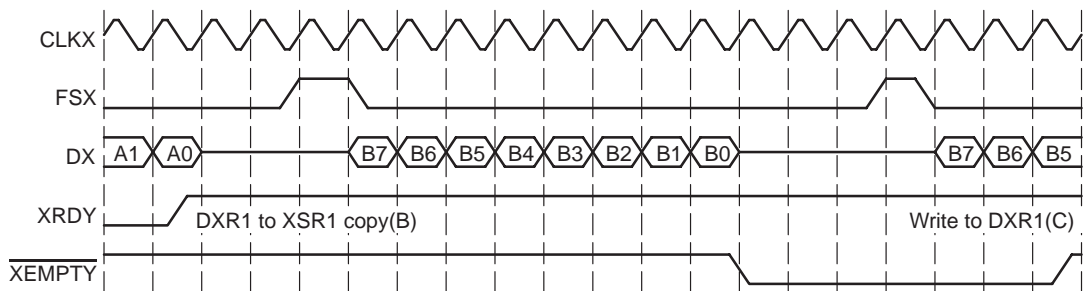 CLKX
FSX
DX A1 A0 B7 B6 B5 B4 B3 B2 B1 B0 B7 B6 B5
XRDY DXR1 to XSR1 copy(B) Write to DXR1(C)
XEMPTY